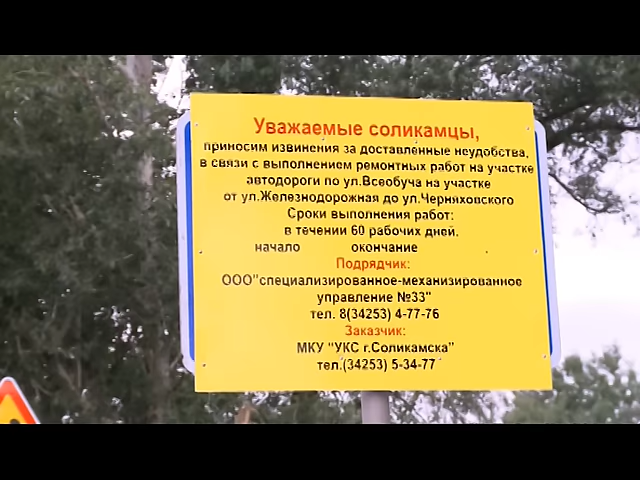 Уважаемые соликамцы,
приносим извинения за доставленные неудобства,
в связи с выполнением ремонтных работ на участке
автодороги по ул.Всеобуча на участке
от ул.Железнодорожная до ул.Черняховского
Сроки выполнения работ:
в течении 60 рабочих дней.
начало окончание
Подрядчик:
ООО"специализированное-механизированное
управление №33"
тел. 8(34253) 4-77-76
Заказчик:
МКУ "УКС г.Соликамска"
тел.(34253) 5-34-77